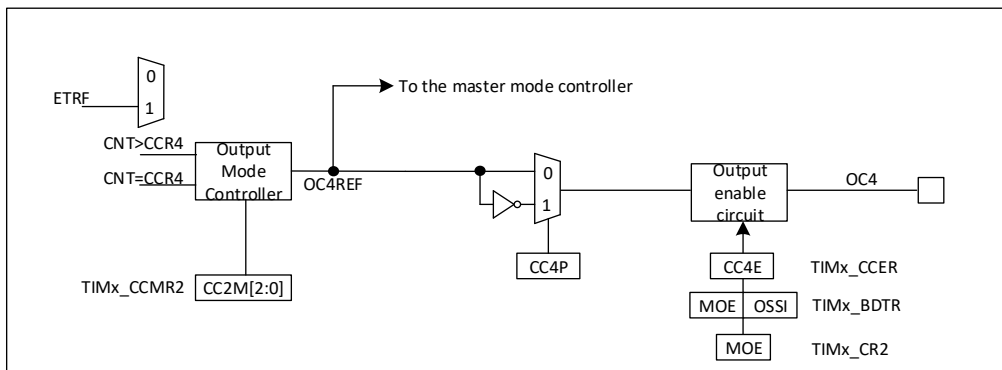 0
ETRF
1
To the master mode controller
CNT>CCR4
Output
Mode
Controller
CNT=CCR4
OC4REF
0
1
Output
enable
circuit
OC4
CC4P
CC4E
TIMx_CCER
TIMx_CCMR2
CC2M[2:0]
MOE
OSSI
TIMx_BDTR
MOE
TIMx_CR2